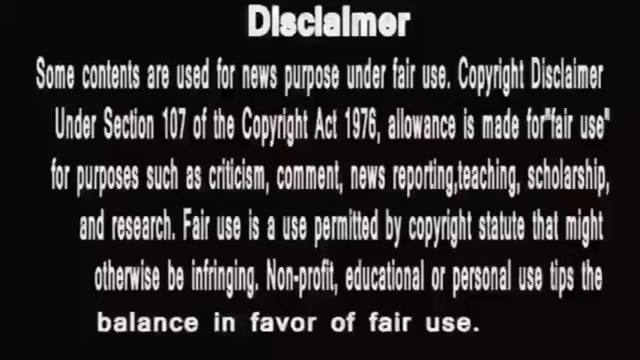 Disclaimer
Some contents are used for news purpose under fair use. Copyright Disclaimer
Under Section 107 of the Copyright Act 1976, allowance is made for"fair use"
for purposes such as criticism, comment, news reporting,teaching, scholarship,
and research. Fair use is a use permitted by copyright statute that might
otherwise be infringing. Non-profit, educational or personal use tips the
balance in favor of fair use.